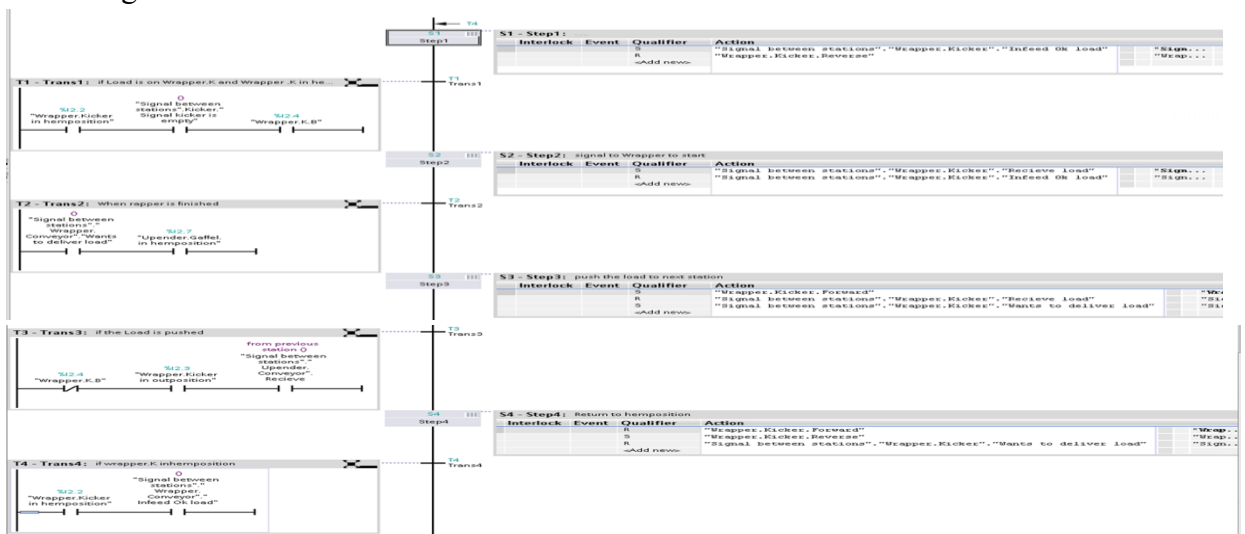 T4
S1
Step1
S1 - Step1:
Interlock Event Qualifier Action
S "Signal between stations"."Wrapper.Kicker"."Infeed Ok load" "Sign...
R "Wrapper.Kicker.Reverse" "Wrap...
<Add new>
T1 - Trans1: if Load is on Wrapper.K and Wrapper .K in he...
T1
Trans1
%I2.2
"Wrapper.Kicker in hemposition"
()
"Signal between stations".Kicker." Signal kicker is empty"
%I2.4
"Wrapper.K.B"
S2
Step2
S2 - Step2: signal to Wrapper to start
Interlock Event Qualifier Action
S "Signal between stations"."Wrapper.Kicker"."Recieve load" "Sign...
R "Signal between stations"."Wrapper.Kicker"."Infeed Ok load" "Sign...
<Add new>
T2 - Trans2: When rapper is finished
T2
Trans2
()
"Signal between stations"." Wrapper. Conveyor"."Wants to deliver load"
%I2.7
"Upender.Gaffel. in hemposition"
S3
Step3
S3 - Step3: push the load to next station
Interlock Event Qualifier Action
S "Wrapper.Kicker.Forward"
R "Signal between stations"."Wrapper.Kicker"."Recieve load"
S "Signal between stations"."Wrapper.Kicker"."Wants to deliver load"
<Add new>
T3 - Trans3: if the Load is pushed
T3
Trans3
%I2.4
"Wrapper.K.B"
%I2.3
"Wrapper.Kicker in outposition"
from previous station ()
"Signal between stations"." Upender. Conveyor". Recieve
S4
Step4
S4 - Step4: Return to hemposition
Interlock Event Qualifier Action
R "Wrapper.Kicker.Forward" "Wrap...
S "Wrapper.Kicker.Reverse" "Wrap...
R "Signal between stations"."Wrapper.Kicker"."Wants to deliver load" "Sign...
<Add new>
T4 - Trans4: if wrapper.K inhemposition
T4
Trans4
%I2.2
"Wrapper.Kicker in hemposition"
()
"Signal between stations"." Wrapper. Conveyor"." Infeed Ok load"